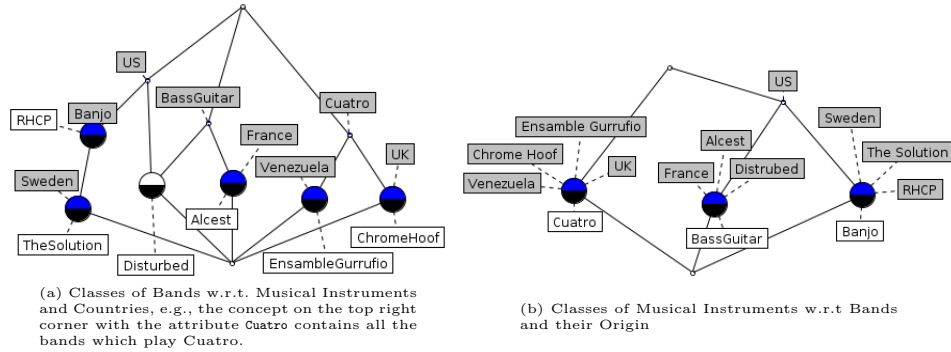 US
BassGuitar
Cuatro
Banjo
RHCP
France
UK
Venezuela
Sweden
Alcest
TheSolution
ChromeHoof
Disturbed
EnsambleGurrufio
(a) Classes of Bands w.r.t. Musical Instruments
and Countries, e.g., the concept on the top right
corner with the attribute Cuatro contains all the
bands which play Cuatro.
US
Sweden
Ensamble Gurrufio
Alcest
Chrome Hoof
The Solution
UK
France
Distrubed
Venezuela
RHCP
Cuatro
BassGuitar
Banjo
(b) Classes of Musical Instruments w.r.t Bands
and their Origin